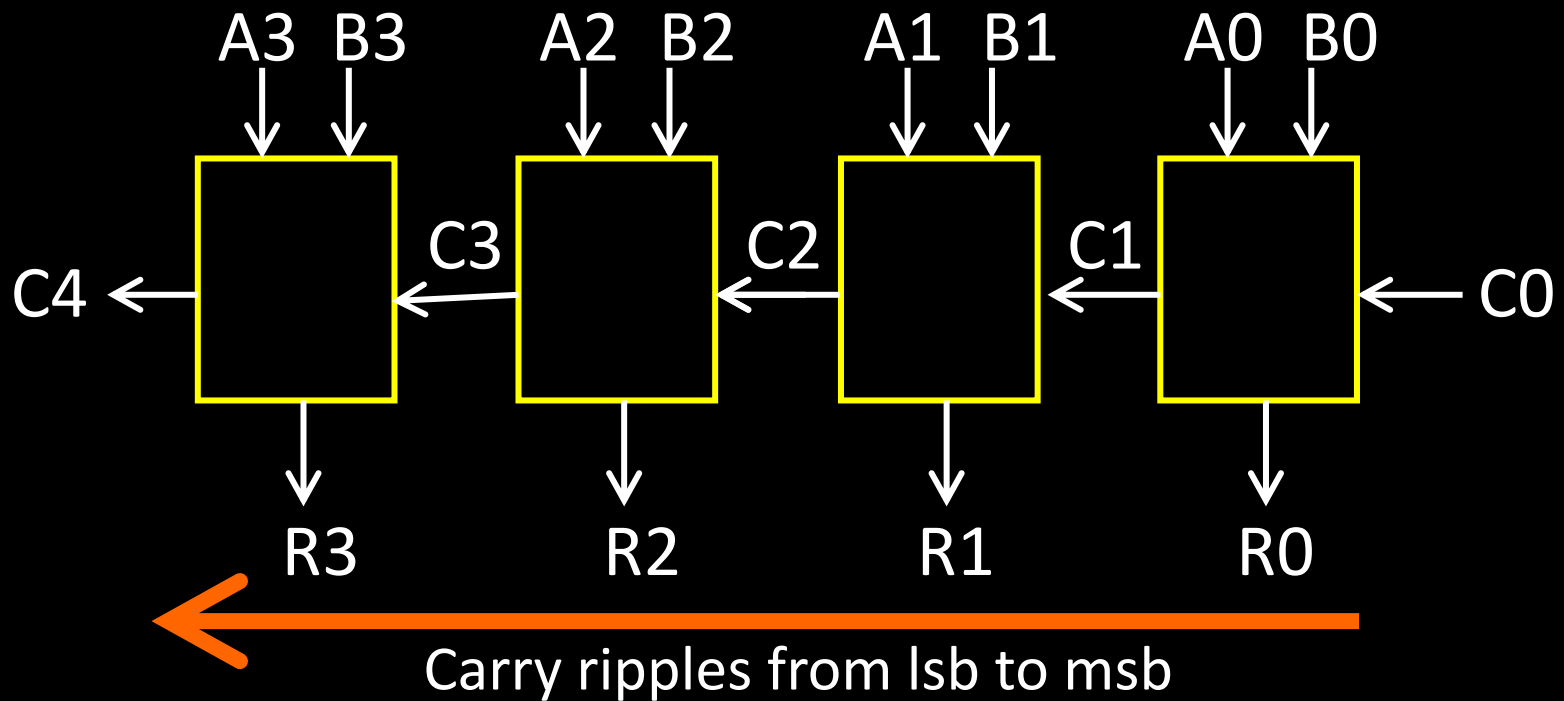 A3 B3 A2 B2 A1 B1 A0 B0
C3 C2 C1
C4 C0
R3 R2 R1 R0
Carry ripples from lsb to msb